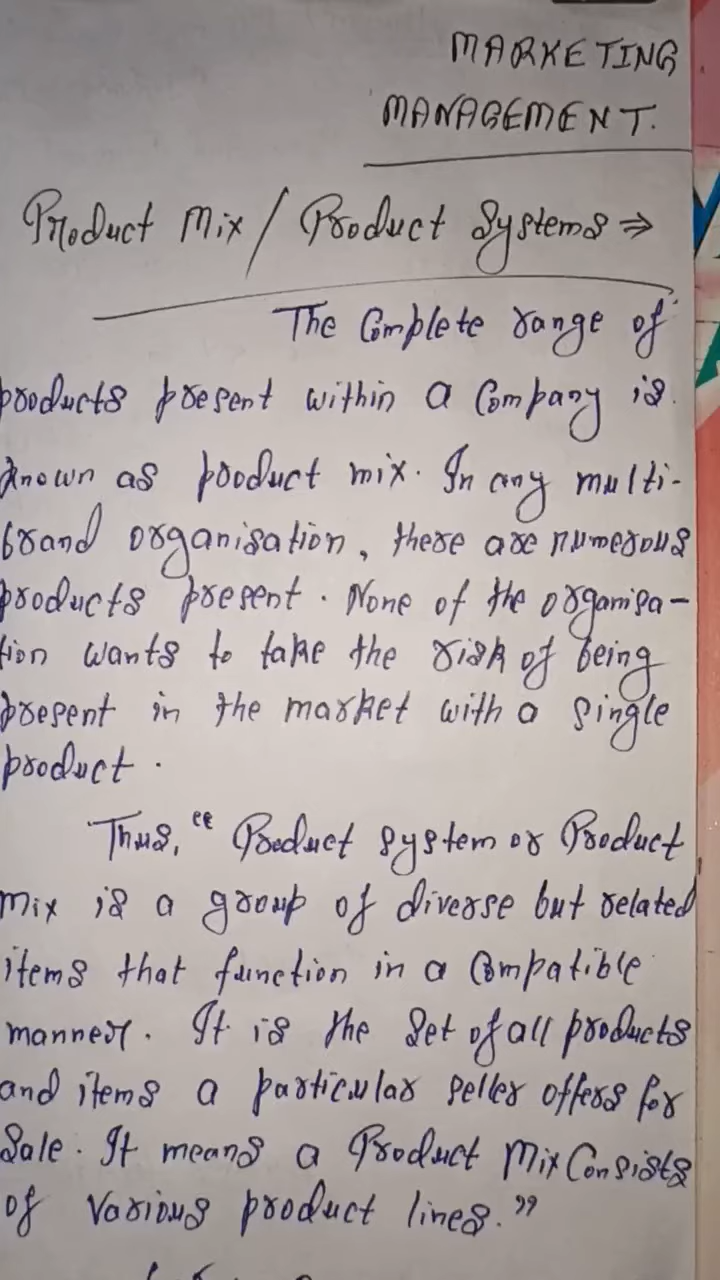 MARKETING
MANAGEMENT.
Product Mix / Product Systems ⇒
The Complete range of
products present within a Company is
known as product mix. In any multi-
brand organisation, there are numerous
products present. None of the organisa-
tion wants to take the risk of being
present in the market with a single
product.
Thus, “Product system or Product
mix is a group of diverse but related
items that function in a Compatible
manner. It is the Set of all products
and items a particular seller offers for
Sale. It means a Product Mix Consists
of Various product lines.”